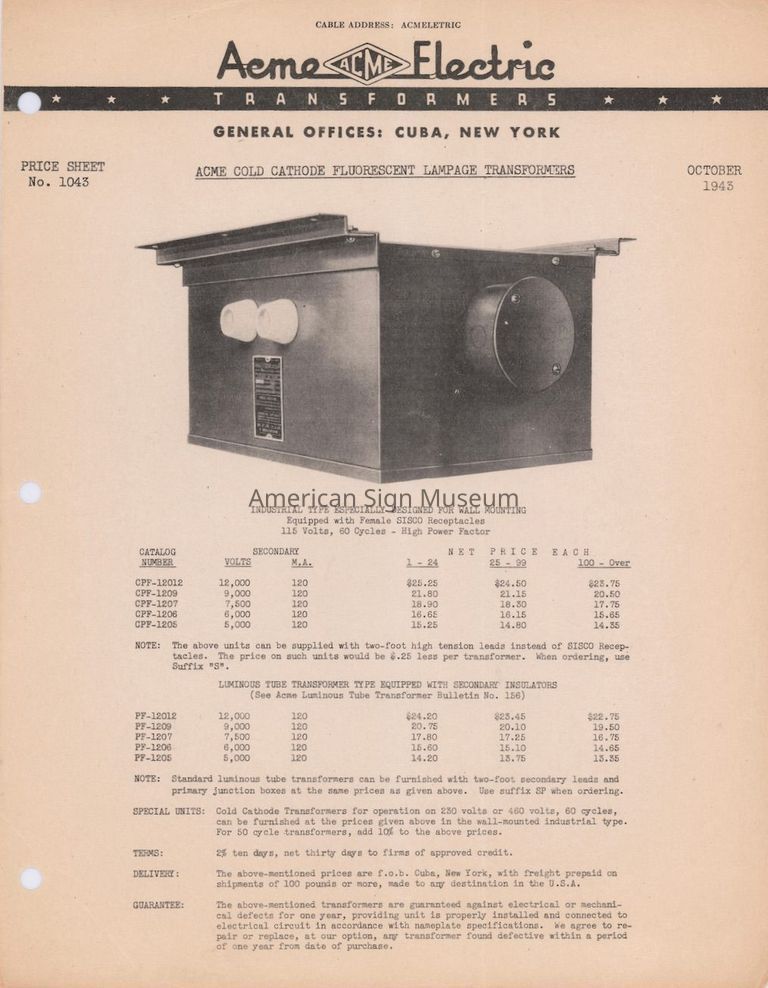 CABLE ADDRESS: ACMELETRIC
Acme ACME Electric
TRANSFORMERS
GENERAL OFFICES: CUBA, NEW YORK
PRICE SHEET
No. 1043
ACME COLD CATHODE FLUORESCENT LAMPAGE TRANSFORMERS
OCTOBER
1943
American Sign Museum
INDUSTRIAL TYPE ESPECIALLY DESIGNED FOR WALL MOUNTING
Equipped with Female SISCO Receptacles
115 Volts, 60 Cycles - High Power Factor
CATALOG SECONDARY NET PRICE EACH
NUMBER VOLTS M.A. 1 - 24 25 - 99 100 - Over
CPF-12012 12,000 120 $25.25 $24.50 $23.75
CPF-1209 9,000 120 21.80 21.15 20.50
CPF-1207 7,500 120 18.90 18.30 17.75
CPF-1206 6,000 120 16.65 16.15 15.65
CPF-1205 5,000 120 15.25 14.80 14.35
NOTE: The above units can be supplied with two-foot high tension leads instead of SISCO Recep-
tacles. The price on such units would be $.25 less per transformer. When ordering, use
Suffix "S".
LUMINOUS TUBE TRANSFORMER TYPE EQUIPPED WITH SECONDARY INSULATORS
(See Acme Luminous Tube Transformer Bulletin No. 156)
PF-12012 12,000 120 $24.20 $23.45 $22.75
PF-1209 9,000 120 20.75 20.10 19.50
PF-1207 7,500 120 17.80 17.25 16.75
PF-1206 6,000 120 15.60 15.10 14.65
PF-1205 5,000 120 14.20 13.75 13.35
NOTE: Standard luminous tube transformers can be furnished with two-foot secondary leads and
primary junction boxes at the same prices as given above. Use suffix SP when ordering.
SPECIAL UNITS: Cold Cathode Transformers for operation on 230 volts or 460 volts, 60 cycles,
can be furnished at the prices given above in the wall-mounted industrial type.
For 50 cycle transformers, add 10% to the above prices.
TERMS: 2% ten days, net thirty days to firms of approved credit.
DELIVERY: The above-mentioned prices are f.o.b. Cuba, New York, with freight prepaid on
shipments of 100 pounds or more, made to any destination in the U.S.A.
GUARANTEE: The above-mentioned transformers are guaranteed against electrical or mechani-
cal defects for one year, providing unit is properly installed and connected to
electrical circuit in accordance with nameplate specifications. We agree to re-
pair or replace, at our option, any transformer found defective within a period
of one year from date of purchase.